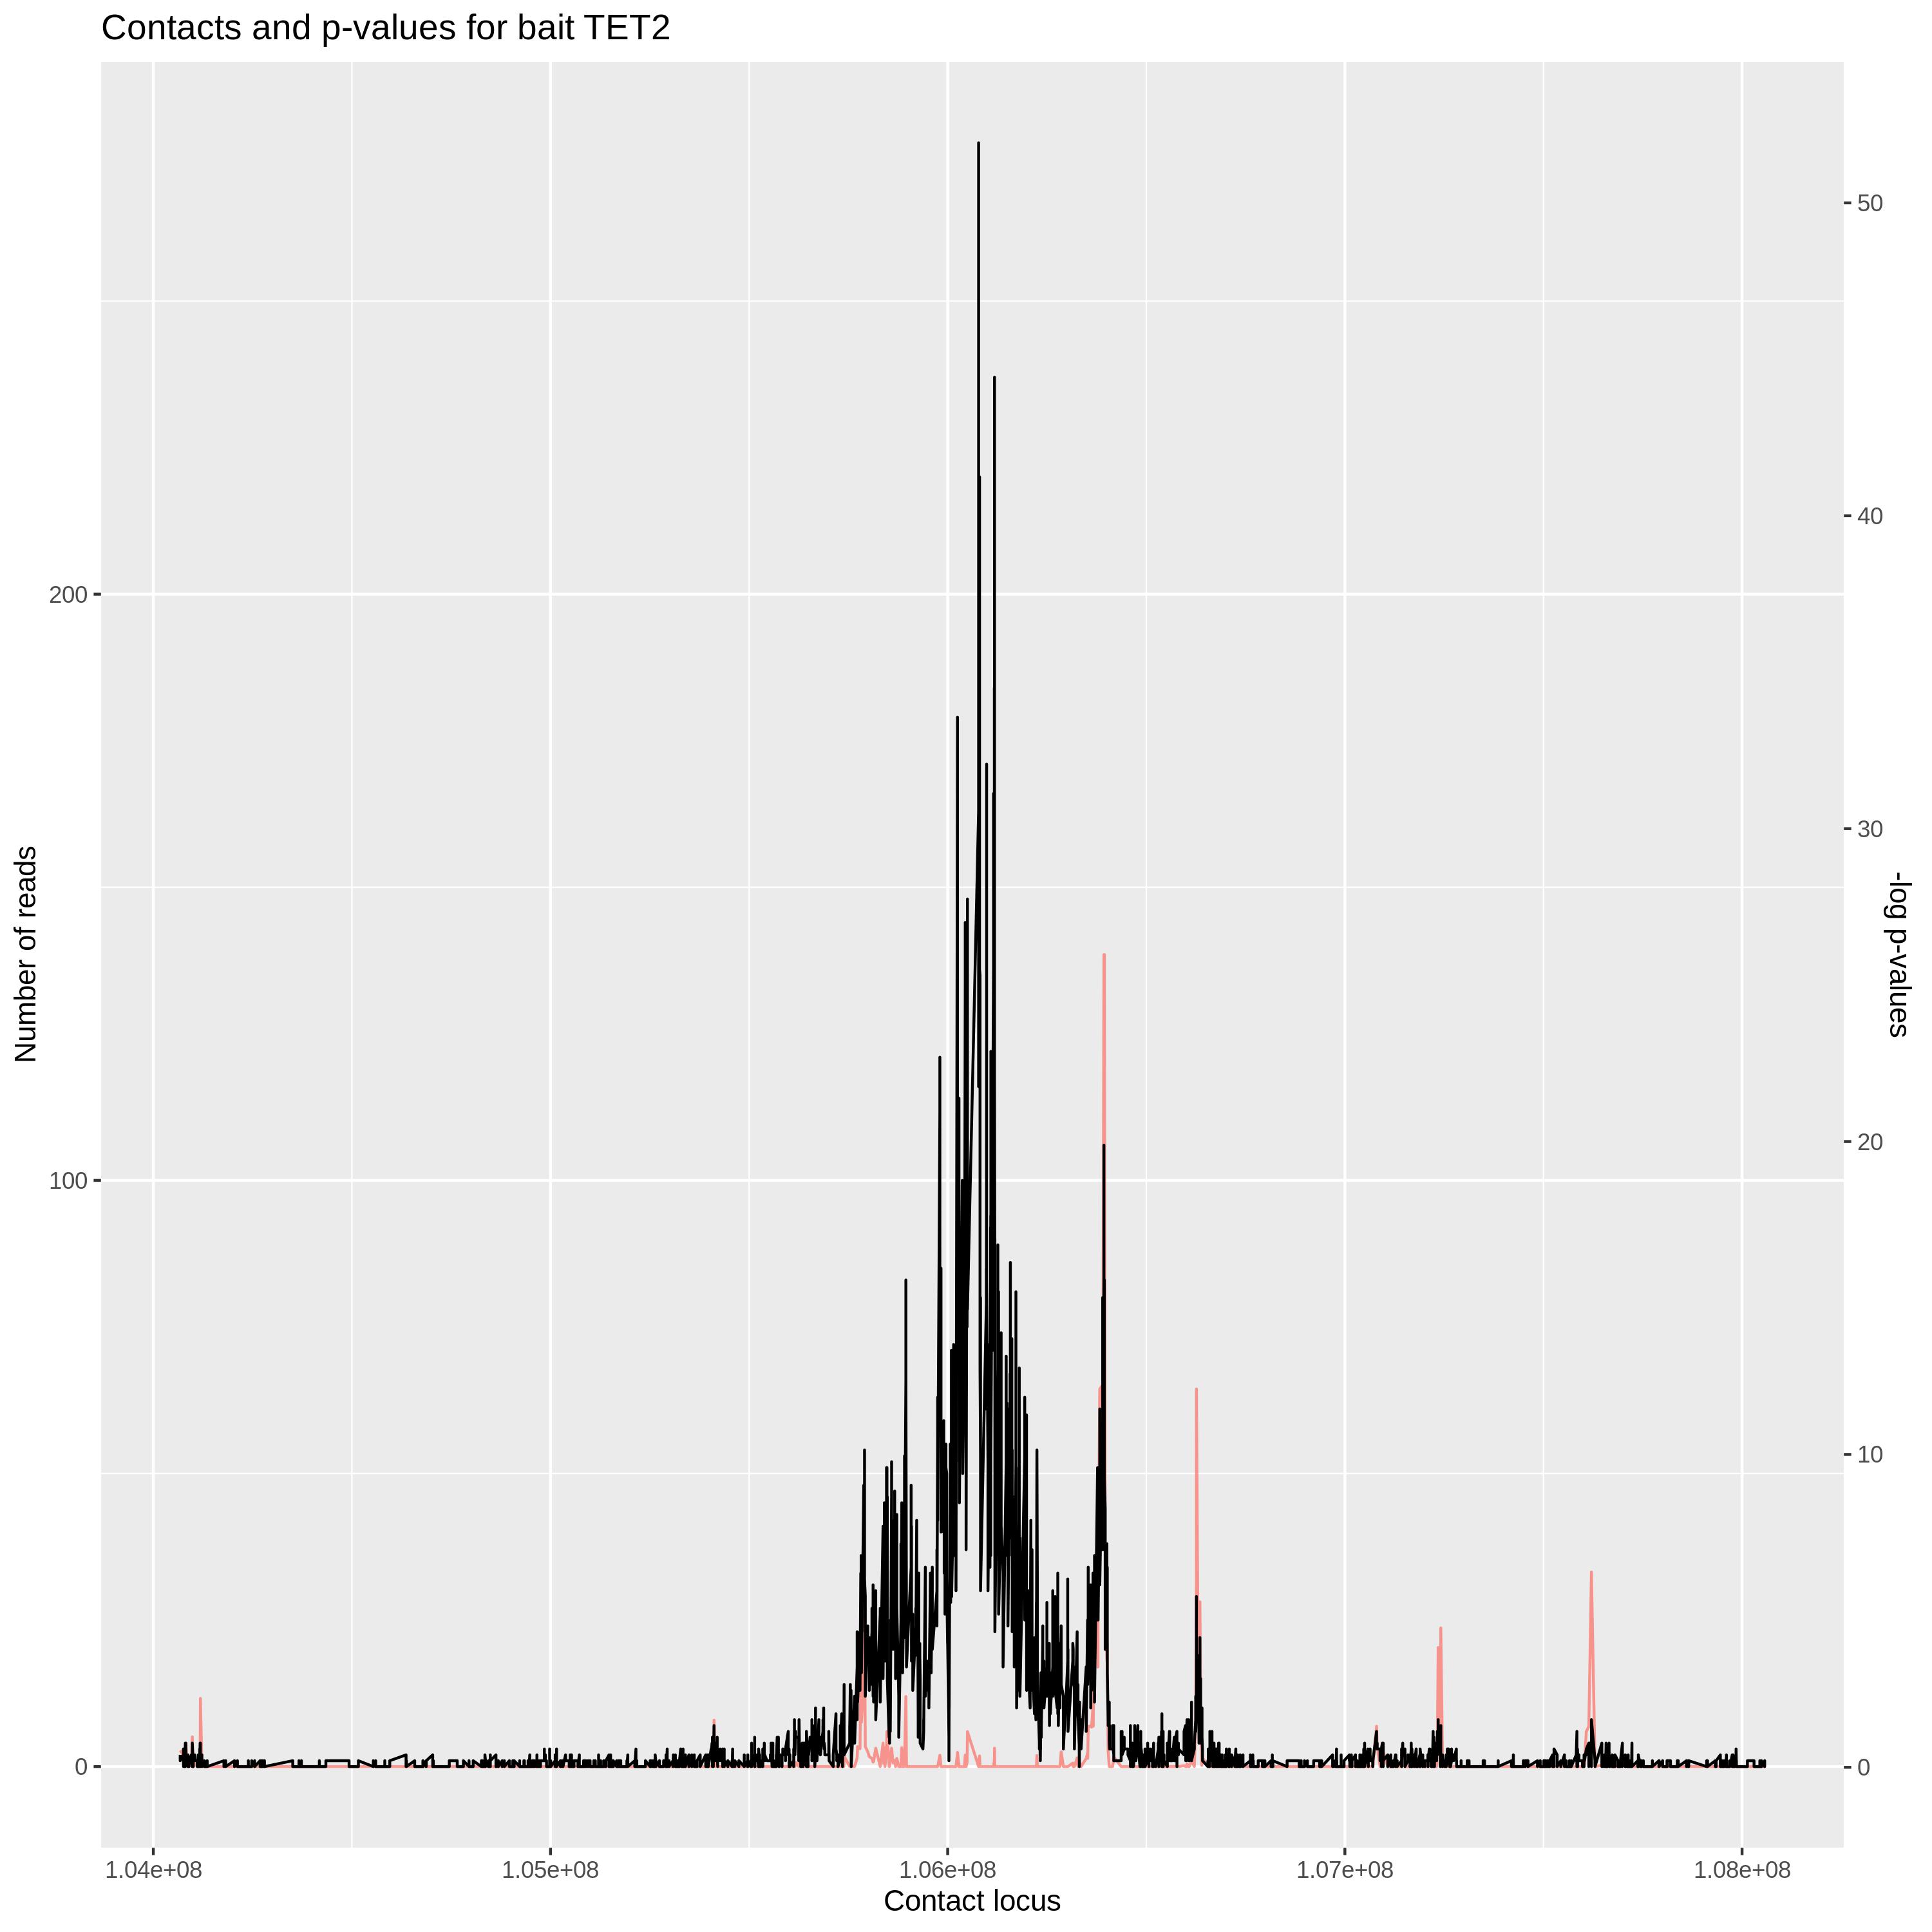 Contacts and p-values for bait TET2
Number of reads
200
100
0
50
40
30
20
10
0
-log p-values
1.04e+08 1.05e+08 1.06e+08 1.07e+08 1.08e+08
Contact locus